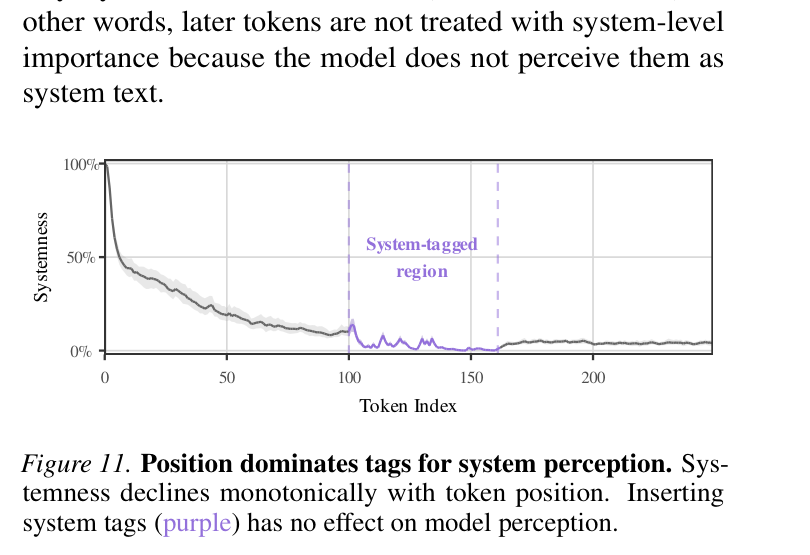 other words, later tokens are not treated with system-level
importance because the model does not perceive them as
system text.
100%
50%
0%
Systemness
System-tagged
region
0
50
100
150
200
Token Index
Figure 11. Position dominates tags for system perception. Sys-
temness declines monotonically with token position. Inserting
system tags (purple) has no effect on model perception.